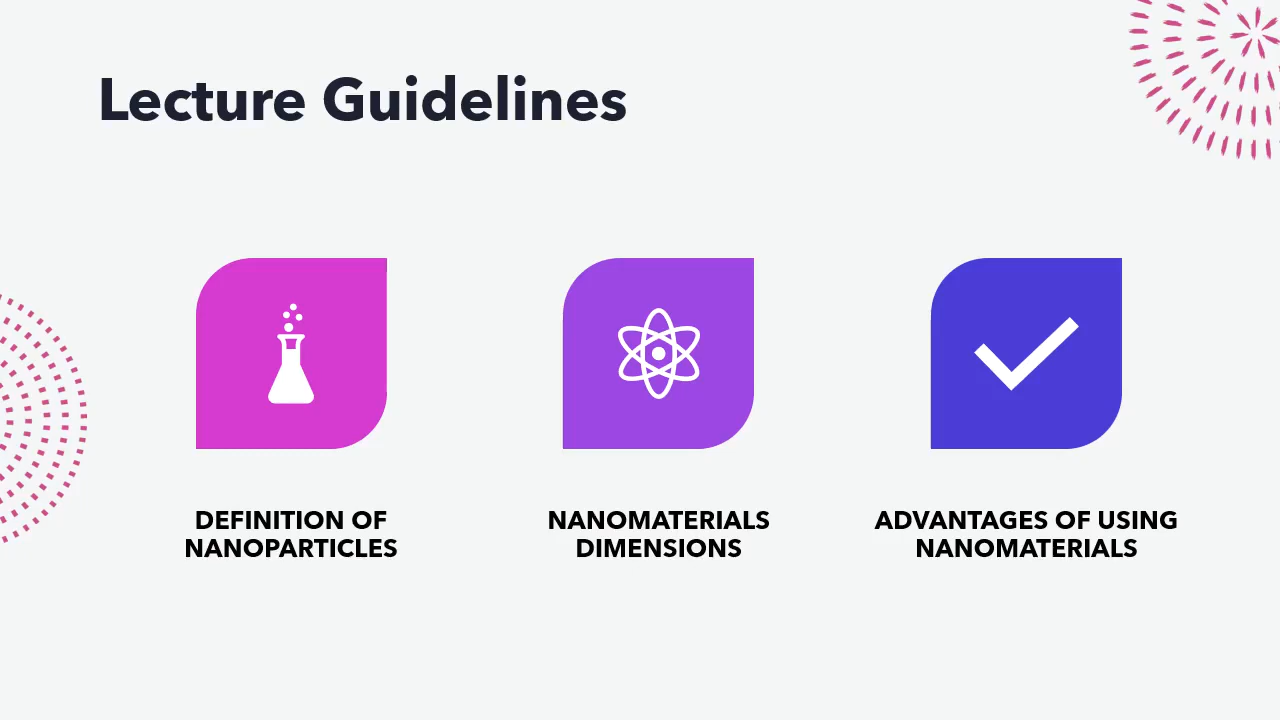 Lecture Guidelines
DEFINITION OF
NANOPARTICLES
NANOMATERIALS
DIMENSIONS
ADVANTAGES OF USING
NANOMATERIALS